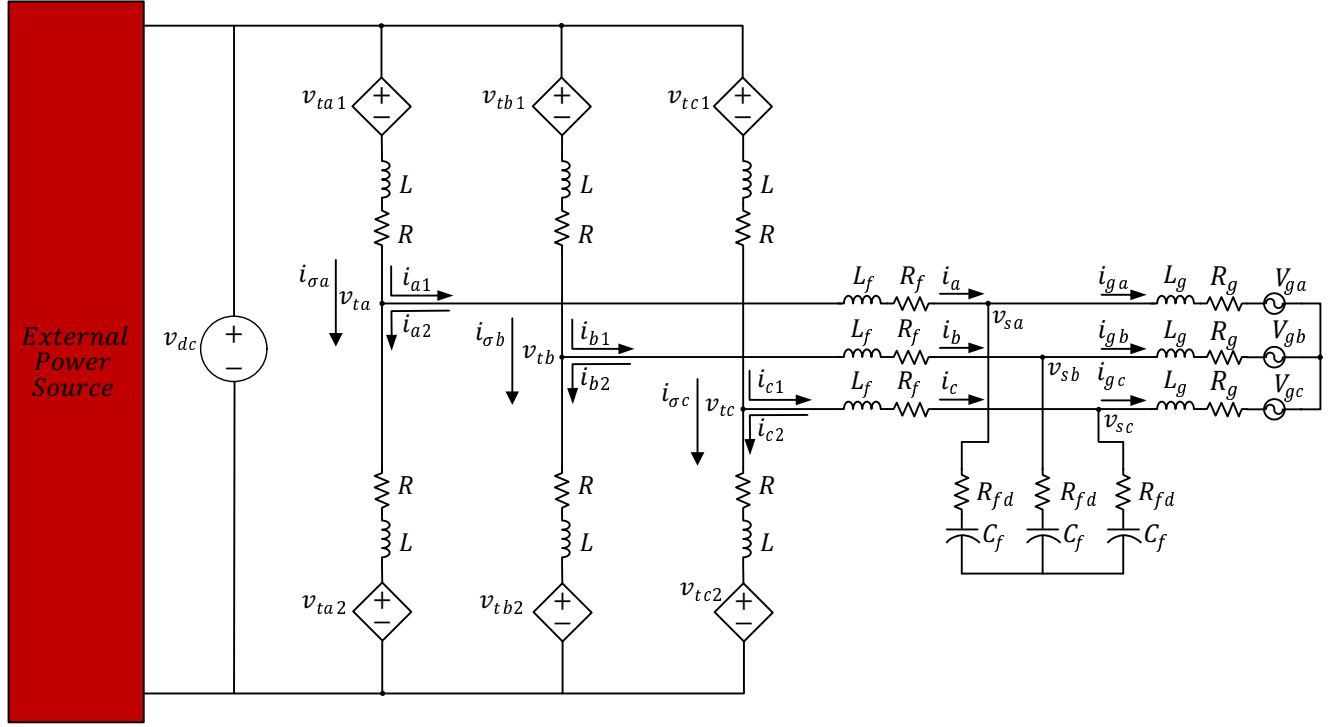 External
Power
Source
v_dc
+
−
v_ta1
+
−
L
R
v_tb1
+
−
L
R
v_tc1
+
−
L
R
i_σa
v_ta
i_a1
i_a2
i_σb
v_tb
i_b1
i_b2
i_σc
v_tc
i_c1
i_c2
L_f R_f i_a
i_ga L_g R_g V_ga
v_sa
L_f R_f i_b
i_gb L_g R_g V_gb
v_sb
L_f R_f i_c
i_gc L_g R_g V_gc
v_sc
R_fd R_fd R_fd
C_f C_f C_f
R
L
v_ta2
+
−
R
L
v_tb2
+
−
R
L
v_tc2
+
−